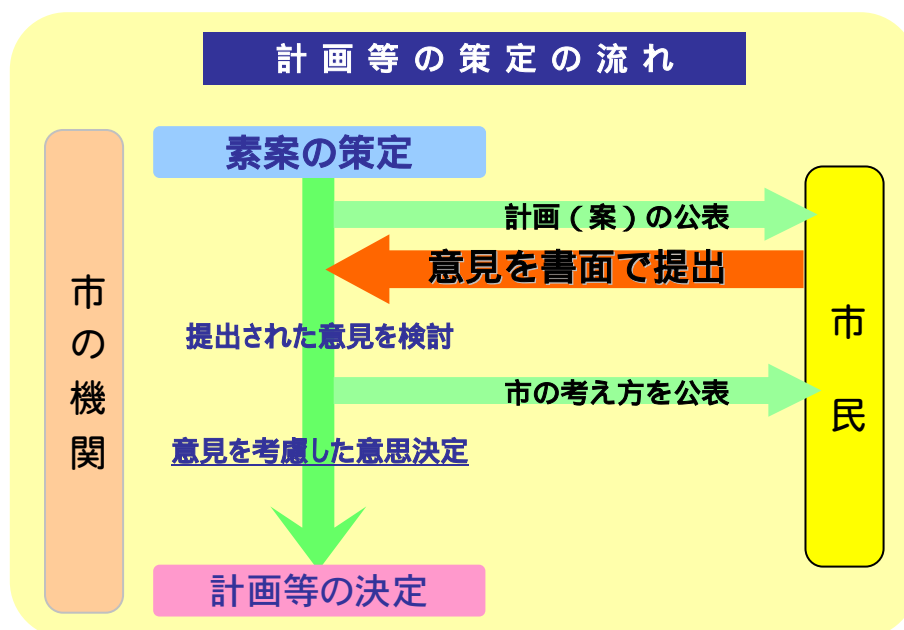 計画等の策定の流れ
素案の策定
計画（案）の公表
意見を書面で提出
提出された意見を検討
市の考え方を公表
意見を考慮した意思決定
計画等の決定
市の機関
市民